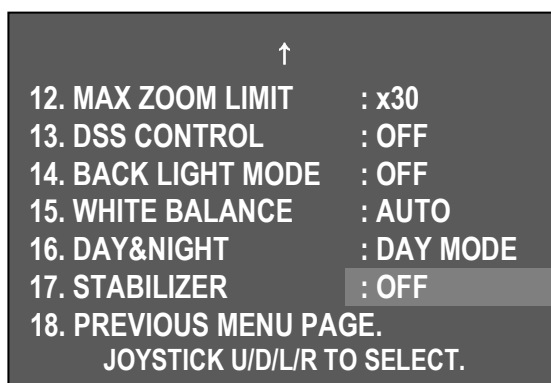 ↑
12. MAX ZOOM LIMIT : x30
13. DSS CONTROL : OFF
14. BACK LIGHT MODE : OFF
15. WHITE BALANCE : AUTO
16. DAY&NIGHT : DAY MODE
17. STABILIZER : OFF
18. PREVIOUS MENU PAGE.
JOYSTICK U/D/L/R TO SELECT.